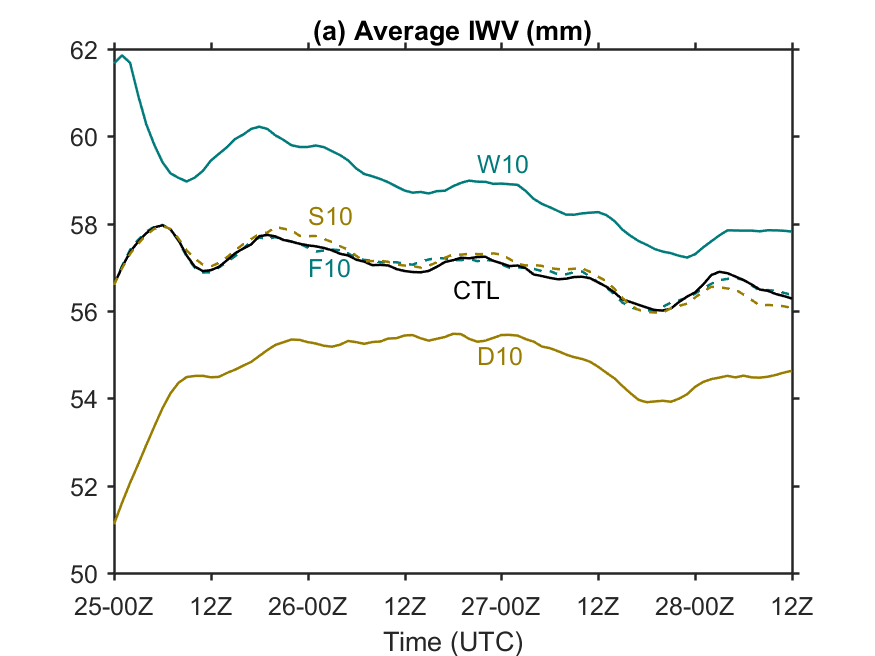 (a) Average IWV (mm)
62
60
58
56
54
52
50
W10
S10
F10
CTL
D10
25-00Z 12Z 26-00Z 12Z 27-00Z 12Z 28-00Z 12Z
Time (UTC)